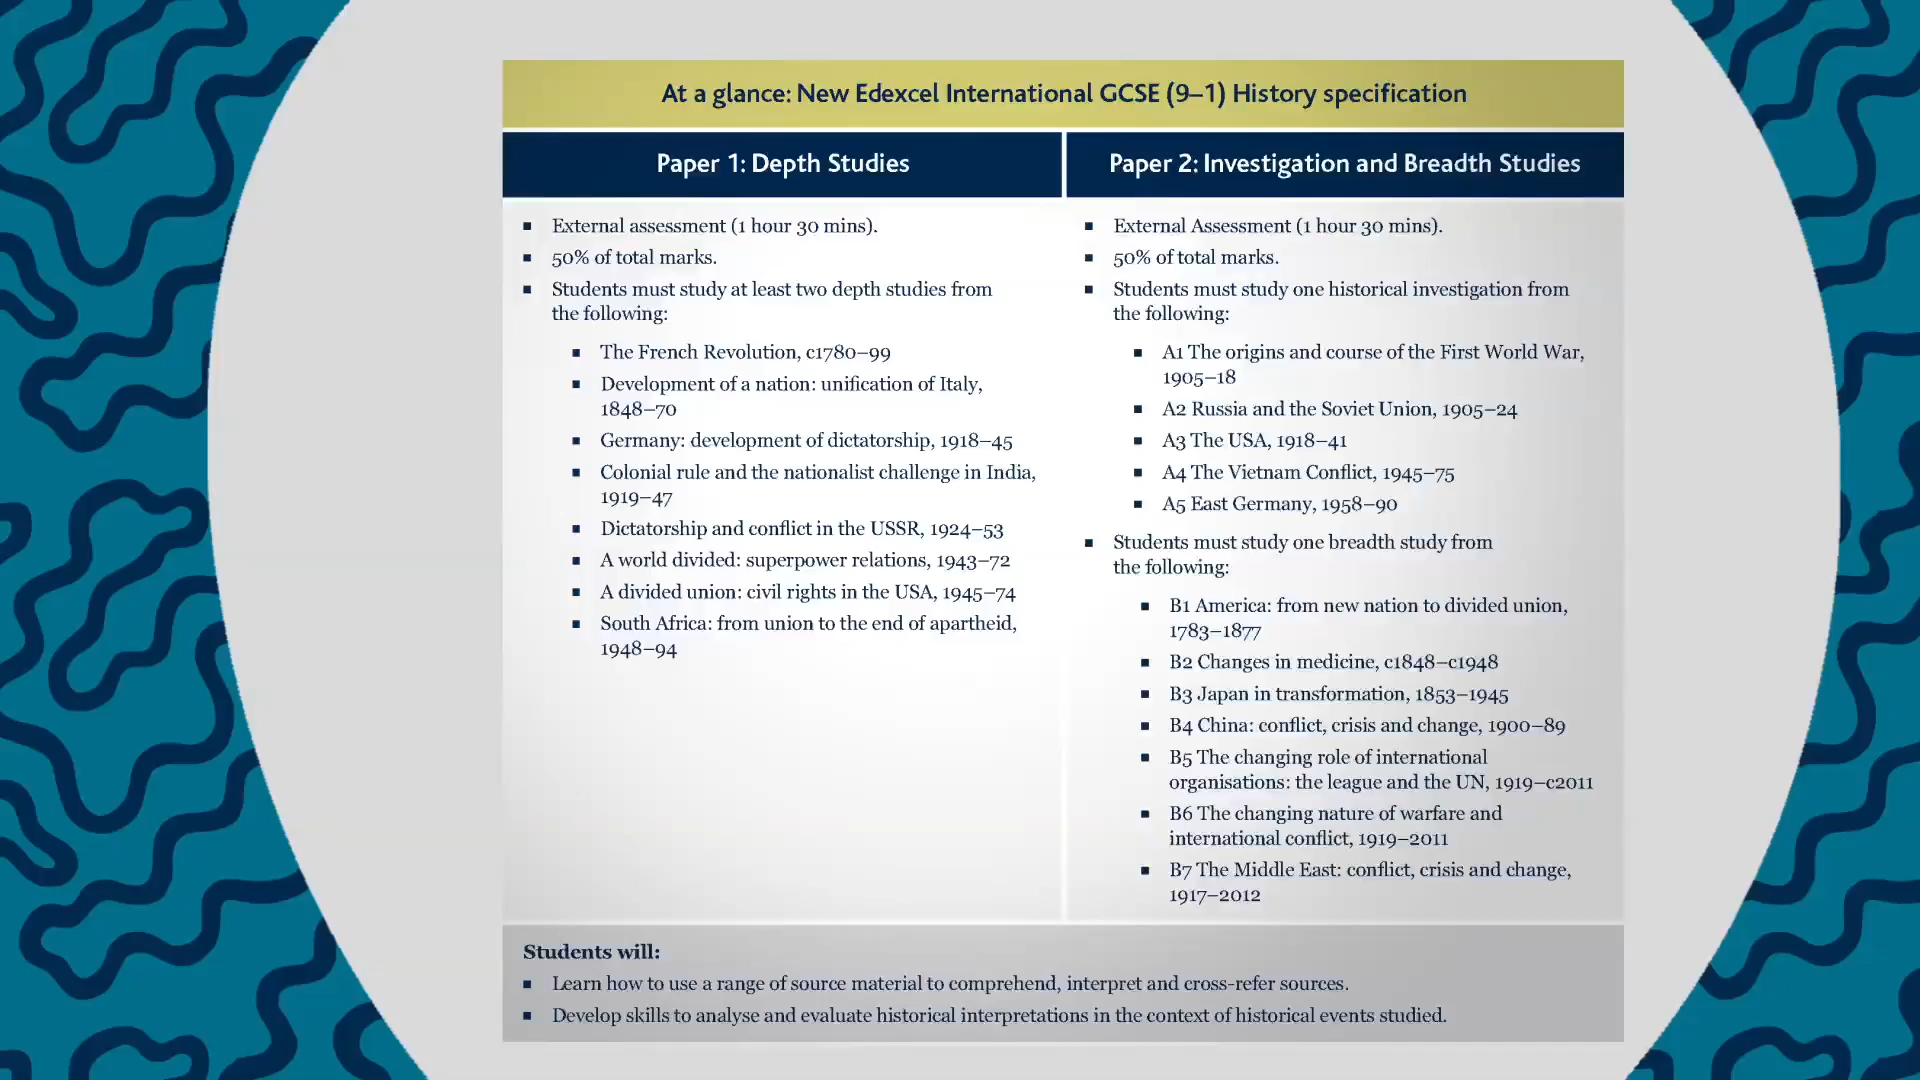 At a glance: New Edexcel International GCSE (9–1) History specification
Paper 1: Depth Studies
▪ External assessment (1 hour 30 mins).
▪ 50% of total marks.
▪ Students must study at least two depth studies from
the following:
▪ The French Revolution, c1780–99
▪ Development of a nation: unification of Italy,
1848–70
▪ Germany: development of dictatorship, 1918–45
▪ Colonial rule and the nationalist challenge in India,
1919–47
▪ Dictatorship and conflict in the USSR, 1924–53
▪ A world divided: superpower relations, 1943–72
▪ A divided union: civil rights in the USA, 1945–74
▪ South Africa: from union to the end of apartheid,
1948–94
Paper 2: Investigation and Breadth Studies
▪ External Assessment (1 hour 30 mins).
▪ 50% of total marks.
▪ Students must study one historical investigation from
the following:
▪ A1 The origins and course of the First World War,
1905–18
▪ A2 Russia and the Soviet Union, 1905–24
▪ A3 The USA, 1918–41
▪ A4 The Vietnam Conflict, 1945–75
▪ A5 East Germany, 1958–90
▪ Students must study one breadth study from
the following:
▪ B1 America: from new nation to divided union,
1783–1877
▪ B2 Changes in medicine, c1848–c1948
▪ B3 Japan in transformation, 1853–1945
▪ B4 China: conflict, crisis and change, 1900–89
▪ B5 The changing role of international
organisations: the league and the UN, 1919–c2011
▪ B6 The changing nature of warfare and
international conflict, 1919–2011
▪ B7 The Middle East: conflict, crisis and change,
1917–2012
Students will:
▪ Learn how to use a range of source material to comprehend, interpret and cross-refer sources.
▪ Develop skills to analyse and evaluate historical interpretations in the context of historical events studied.